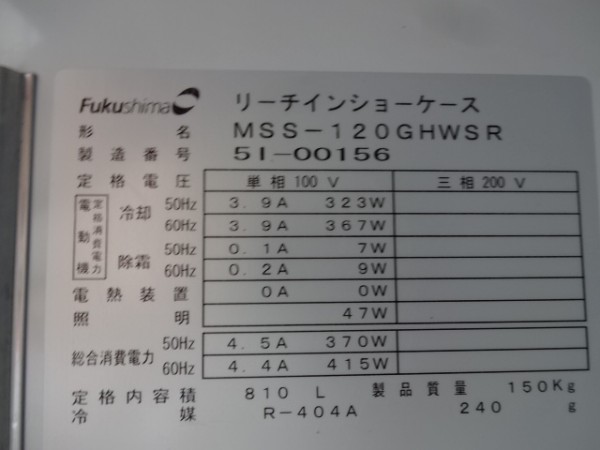 Fukushima リーチインショーケース
形 名 MSS-120GHWSR
製造番号 51-00156
定格電圧 単相 100 V 三相 200 V
電動機 定格消費電力 冷却 50Hz 3.9A 323W
60Hz 3.9A 367W
除霜 50Hz 0.1A 7W
60Hz 0.2A 9W
電熱装置 0A 0W
照 明 47W
総合消費電力 50Hz 4.5A 370W
60Hz 4.4A 415W
定格内容積 810 L 製品質量 150Kg
冷 媒 R-404A 240 g